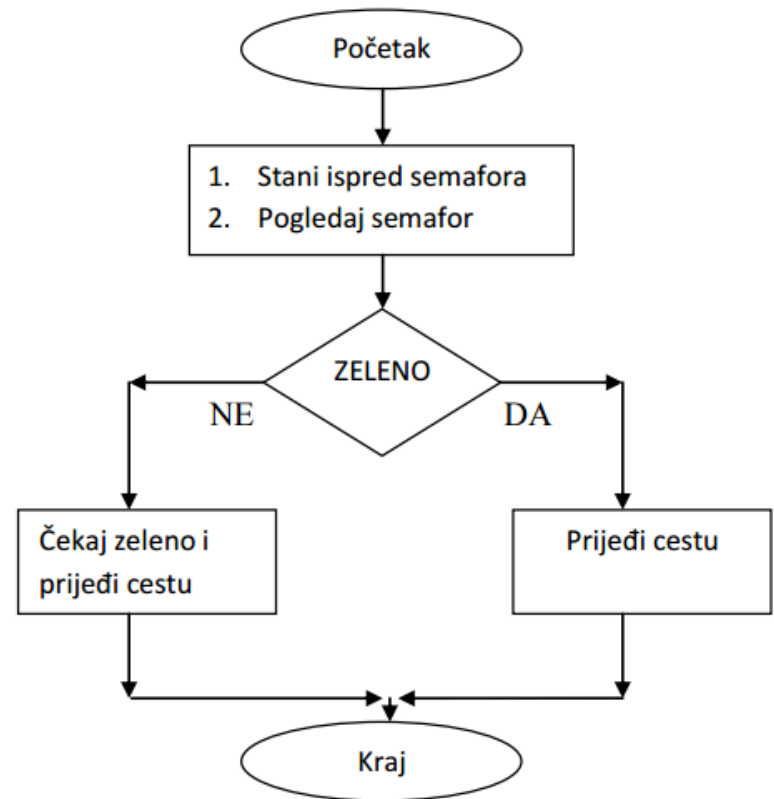 Početak
1. Stani ispred semafora
2. Pogledaj semafor
ZELENO
NE
DA
Čekaj zeleno i
prijeđi cestu
Prijeđi cestu
Kraj